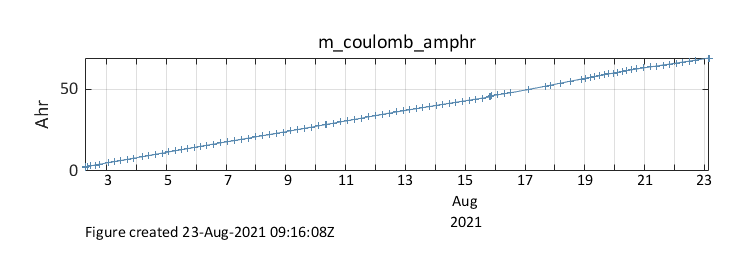 m_coulomb_amphr
50
Ahr
0
3 5 7 9 11 13 15 17 19 21 23
Aug
2021
Figure created 23-Aug-2021 09:16:08Z